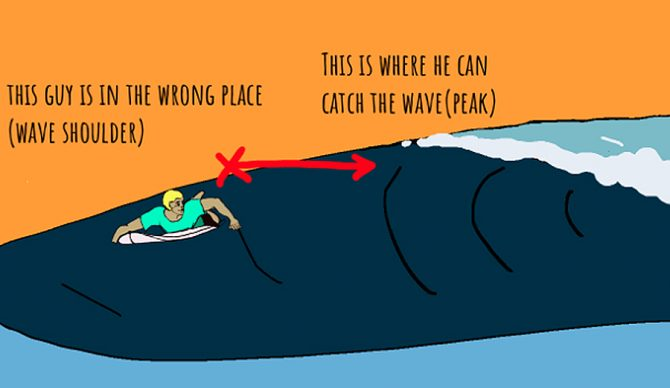 THIS GUY IS IN THE WRONG PLACE
(WAVE SHOULDER)
THIS IS WHERE HE CAN
CATCH THE WAVE(PEAK)